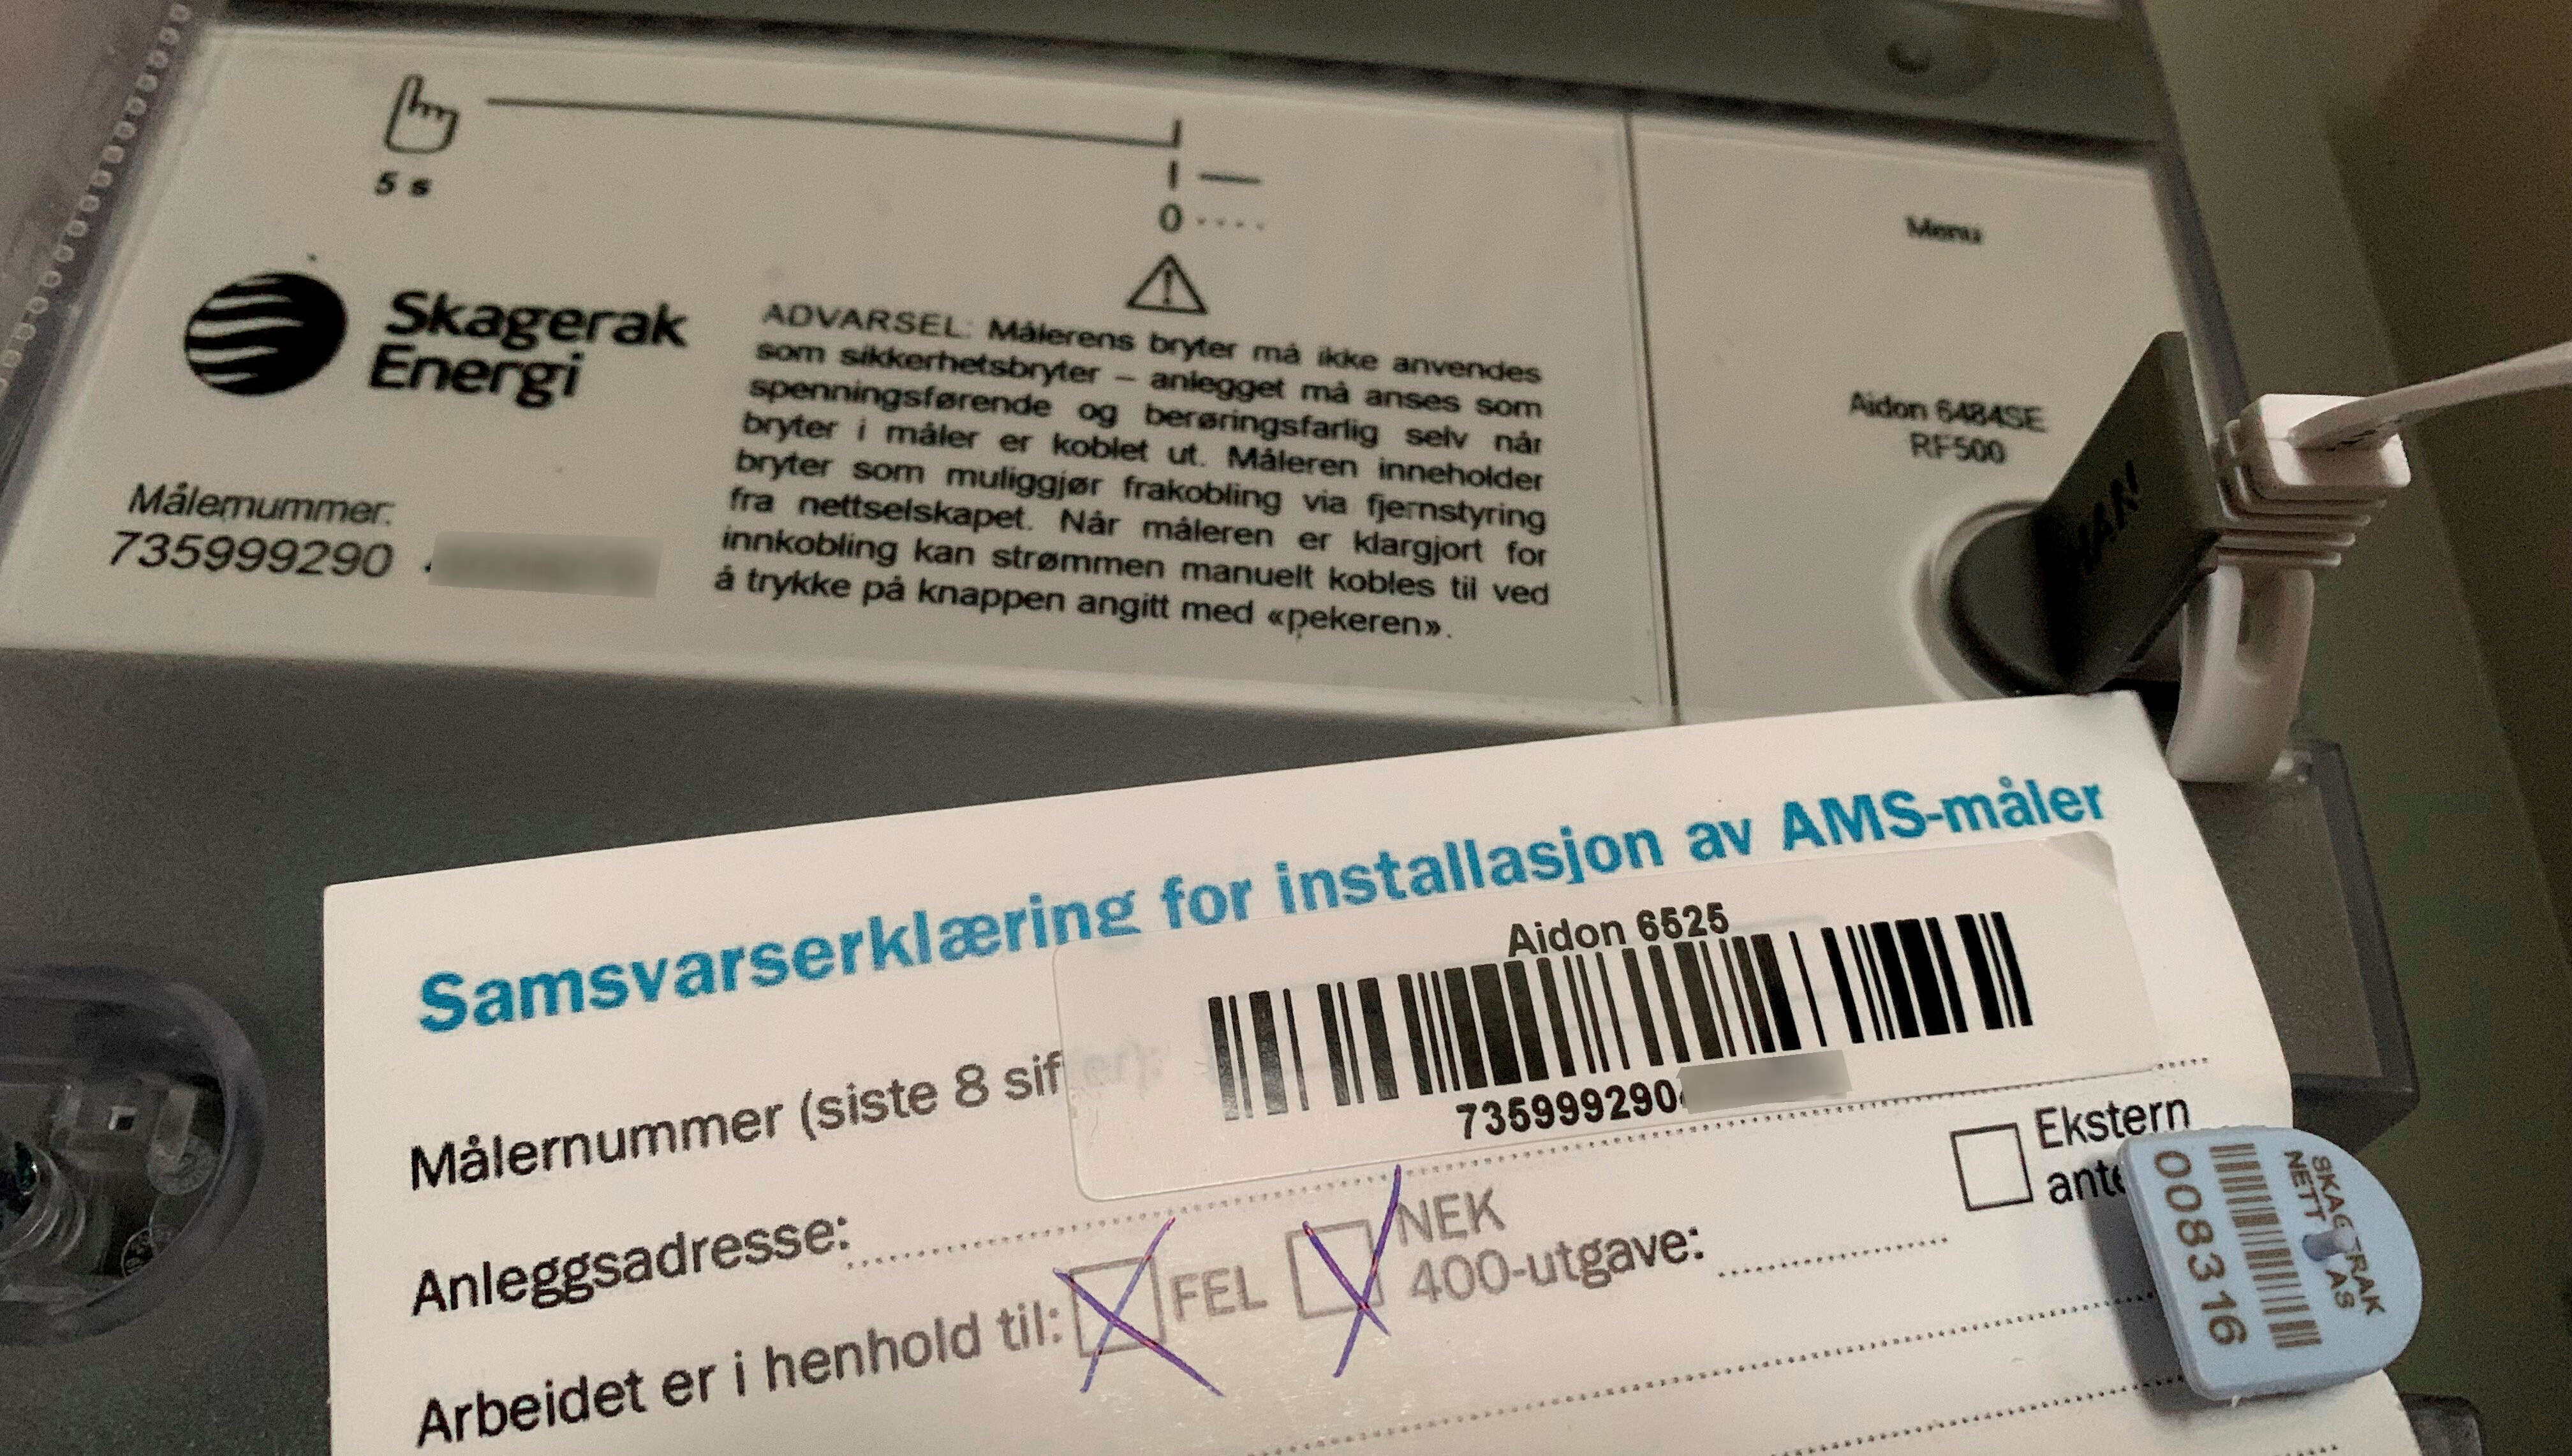 5 s
I
0
Menu
Skagerak
Energi
ADVARSEL: Målerens bryter må ikke anvendes
som sikkerhetsbryter – anlegget må anses som
spenningsførende og berøringsfarlig selv når
bryter i måler er koblet ut. Måleren inneholder
bryter som muliggjør frakobling via fjernstyring
fra nettselskapet. Når måleren er klargjort for
innkobling kan strømmen manuelt kobles til ved
å trykke på knappen angitt med «pekeren».
Målernummer:
735999290
Aidon 6484SE
RF500
HAN!
Samsvarserklæring for installasjon av AMS-måler
Aidon 6525
Målernummer (siste 8 siffer):
735999290
Anleggsadresse:
Ekstern
ante
Arbeidet er i henhold til: FEL NEK
400-utgave:
SKAGERAK
NETT AS
0083316